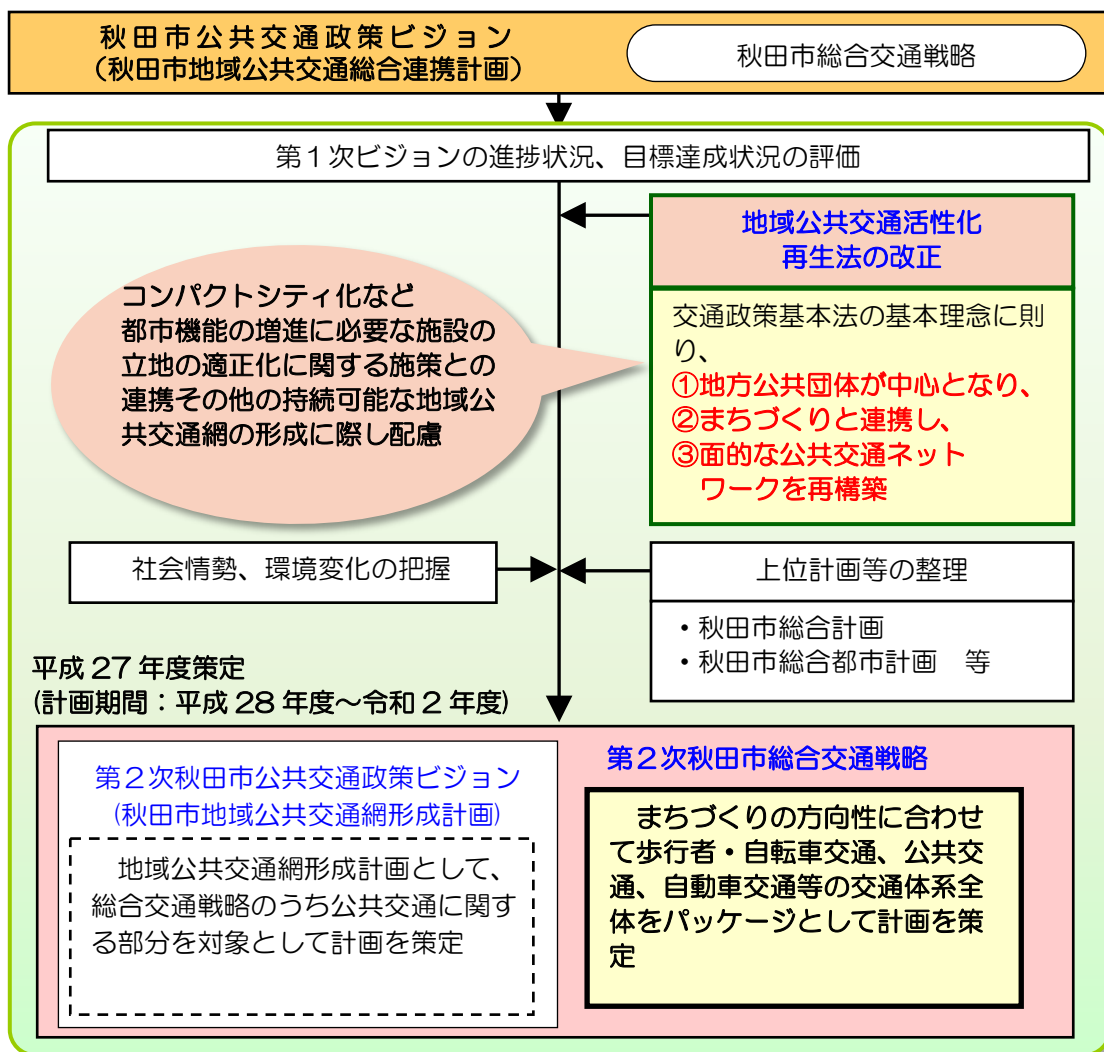 秋田市公共交通政策ビジョン
（秋田市地域公共交通総合連携計画）
秋田市総合交通戦略
第１次ビジョンの進捗状況、目標達成状況の評価
地域公共交通活性化
再生法の改正
コンパクトシティ化など
都市機能の増進に必要な施設の
立地の適正化に関する施策との
連携その他の持続可能な地域公
共交通網の形成に際し配慮
交通政策基本法の基本理念に則
り、
①地方公共団体が中心となり、
②まちづくりと連携し、
③面的な公共交通ネット
ワークを再構築
社会情勢、環境変化の把握
上位計画等の整理
・秋田市総合計画
・秋田市総合都市計画　等
平成 27 年度策定
(計画期間：平成 28 年度～令和 2 年度)
第２次秋田市公共交通政策ビジョン
(秋田市地域公共交通網形成計画)
地域公共交通網形成計画として、
総合交通戦略のうち公共交通に関す
る部分を対象として計画を策定
第２次秋田市総合交通戦略
まちづくりの方向性に合わせ
て歩行者・自転車交通、公共交
通、自動車交通等の交通体系全
体をパッケージとして計画を策
定